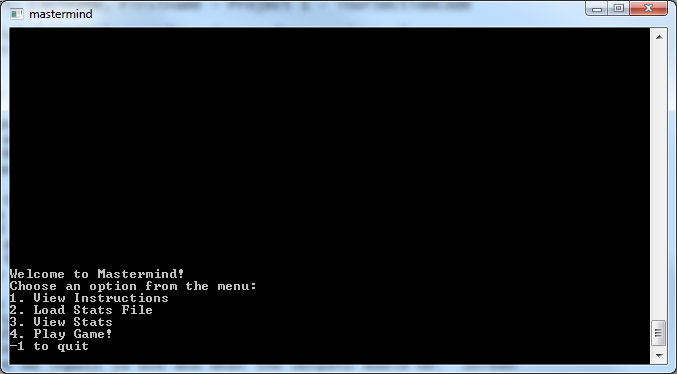 mastermind
Welcome to Mastermind!
Choose an option from the menu:
1. View Instructions
2. Load Stats File
3. View Stats
4. Play Game!
-1 to quit